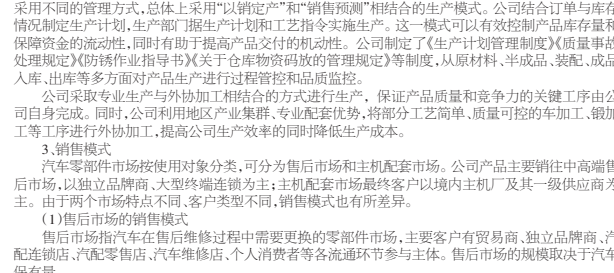 采用不同的管理方式，总体上采用“以销定产”和“销售预测”相结合的生产模式。公司结合订单与库存
情况制定生产计划，生产部门据生产计划和工艺指令实施生产。这一模式可以有效控制产品库存量和
保障资金的流动性，同时有助于提高产品交付的机动性。公司制定了《生产计划管理制度》《质量事故
处理规定》《防锈作业指导书》《关于仓库物资码放的管理规定》等制度，从原材料、半成品、装配、成品
入库、出库等多方面对产品生产进行过程管控和品质监控。
公司采取专业生产与外协加工相结合的方式进行生产，保证产品质量和竞争力的关键工序由公
司自身完成。同时，公司利用地区产业集群、专业配套优势，将部分工艺简单、质量可控的车加工、锻加
工等工序进行外协加工，提高公司生产效率的同时降低生产成本。
3、销售模式
汽车零部件市场按使用对象分类，可分为售后市场和主机配套市场。公司产品主要销往中高端售
后市场，以独立品牌商、大型终端连锁为主；主机配套市场最终客户以境内主机厂及其一级供应商为
主。由于两个市场特点不同、客户类型不同，销售模式也有所差异。
（1）售后市场的销售模式
售后市场指汽车在售后维修过程中需要更换的零部件市场，主要客户有贸易商、独立品牌商、汽
配连锁店、汽配零售店、汽车维修店、个人消费者等各流通环节参与主体。售后市场的规模取决于汽车
保有量